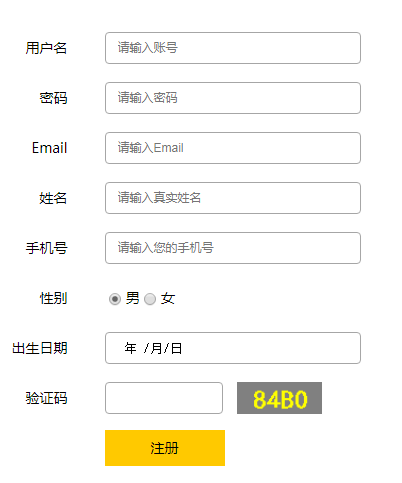 用户名 请输入账号
密码 请输入密码
Email 请输入Email
姓名 请输入真实姓名
手机号 请输入您的手机号
性别 男 女
出生日期 年 /月/日
验证码 84B0
注册